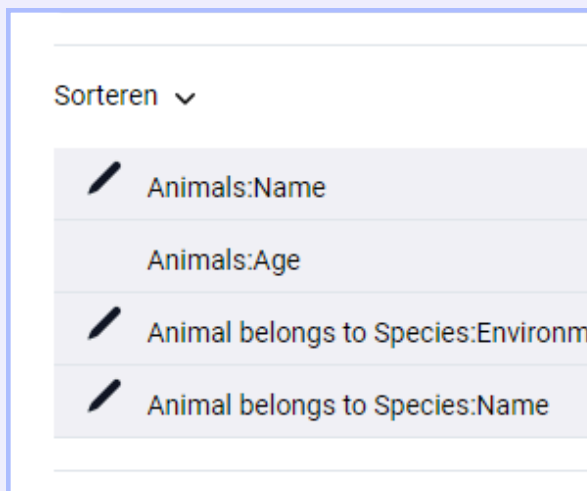 Sorteren
Animals:Name
Animals:Age
Animal belongs to Species:Environm
Animal belongs to Species:Name